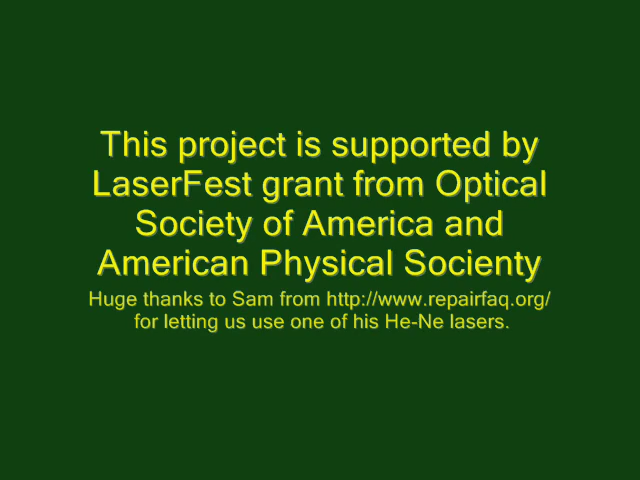 This project is supported by
LaserFest grant from Optical
Society of America and
American Physical Socienty
Huge thanks to Sam from http://www.repairfaq.org/
for letting us use one of his He-Ne lasers.